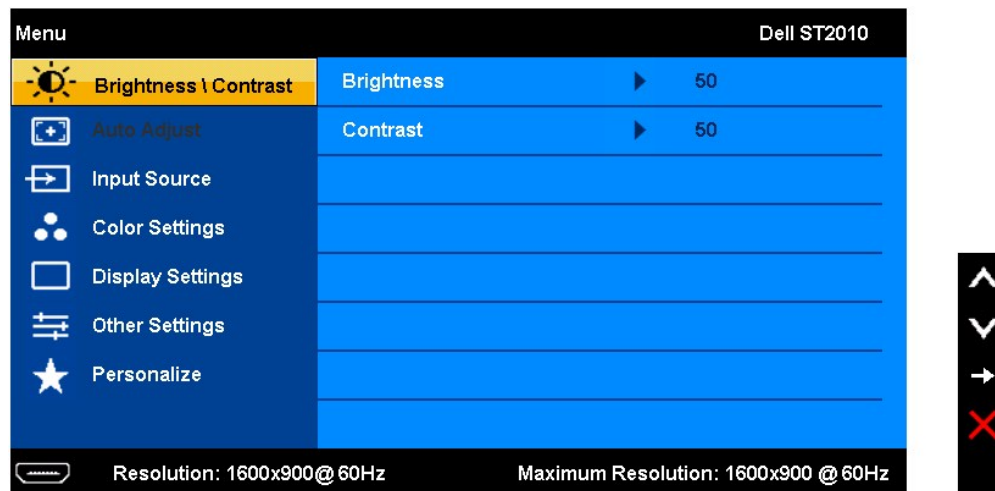 Menu Dell ST2010
Brightness \ Contrast Brightness 50
Auto Adjust Contrast 50
Input Source
Color Settings
Display Settings
Other Settings
Personalize
Resolution: 1600x900@ 60Hz Maximum Resolution: 1600x900 @ 60Hz